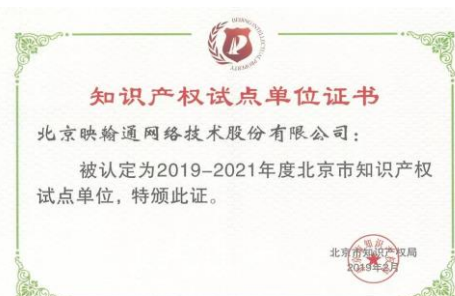 BEIJING INTELLECTUAL PROPERTY
知识产权试点单位证书
北京映翰通网络技术股份有限公司：
被认定为2019-2021年度北京市知识产权
试点单位，特颁此证。
北京市知识产权局
2019年2月